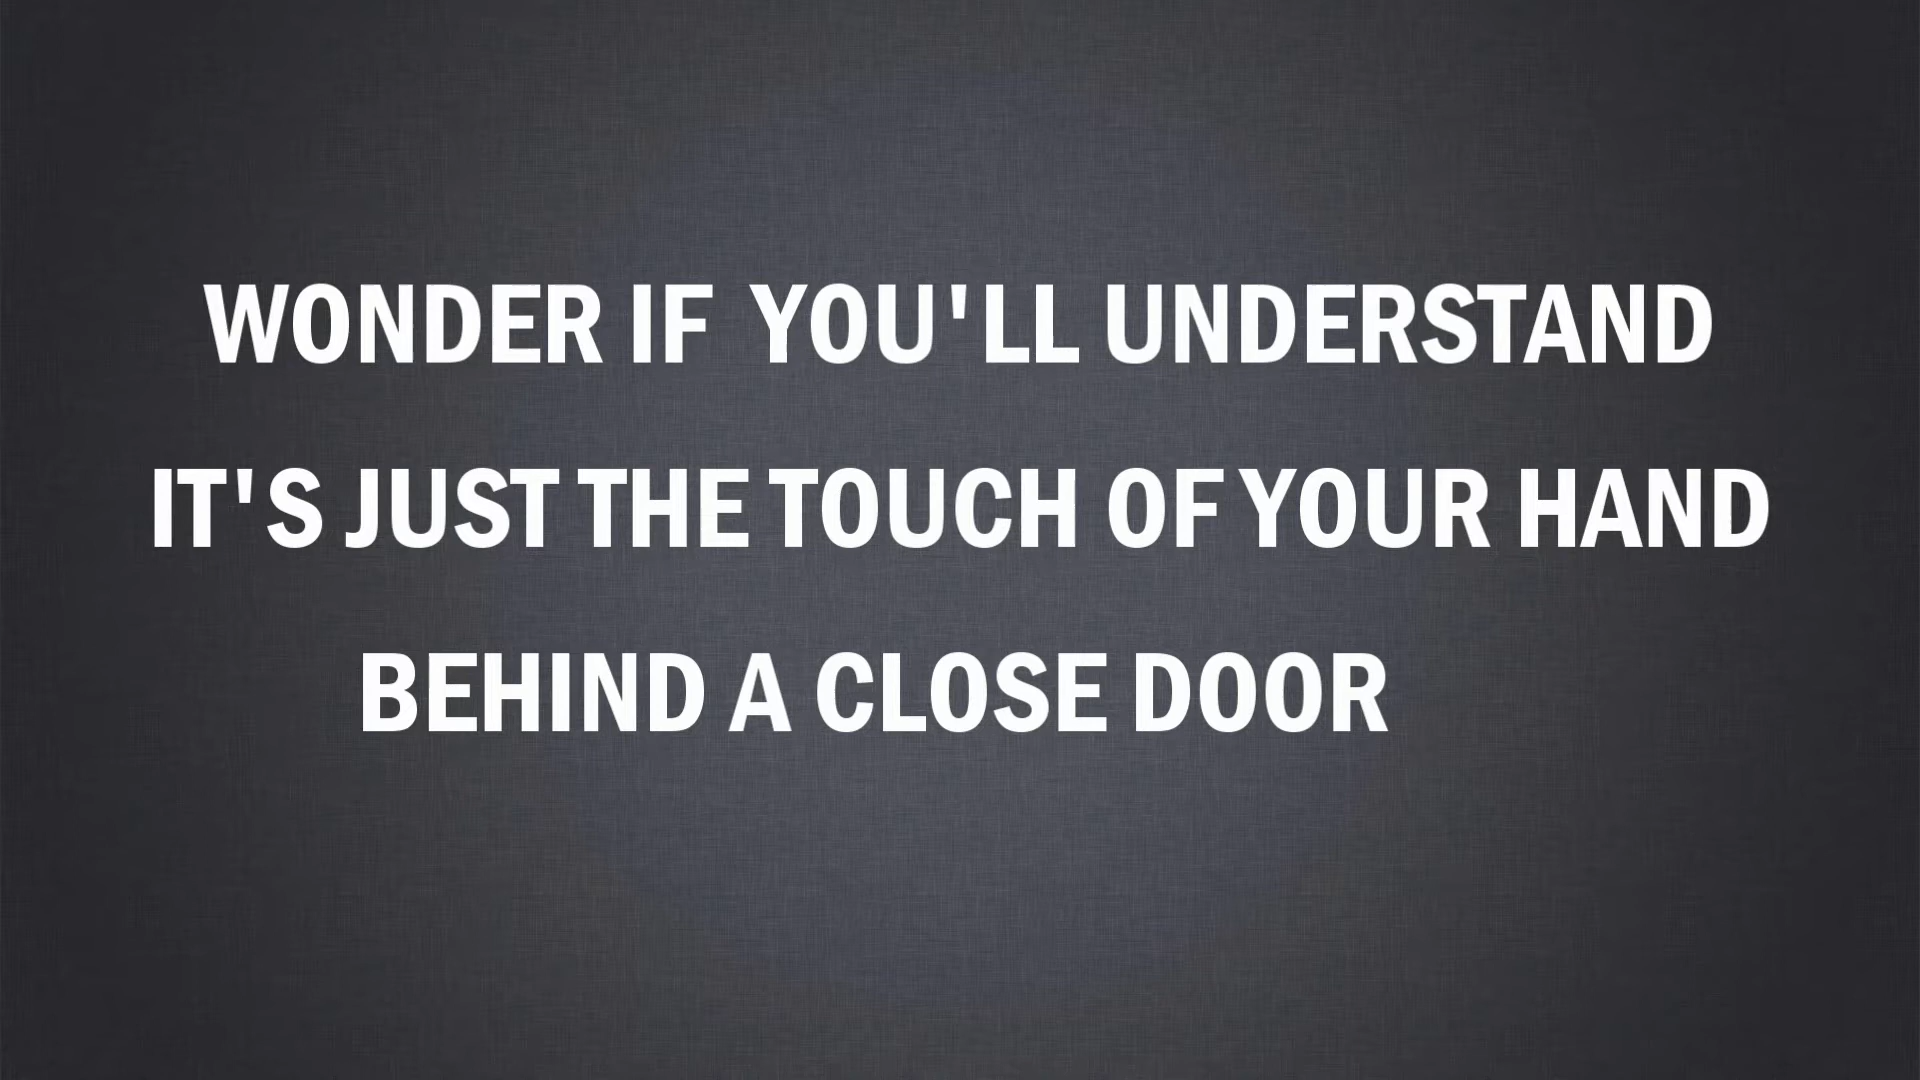 WONDER IF YOU'LL UNDERSTAND
IT'S JUST THE TOUCH OF YOUR HAND
BEHIND A CLOSE DOOR